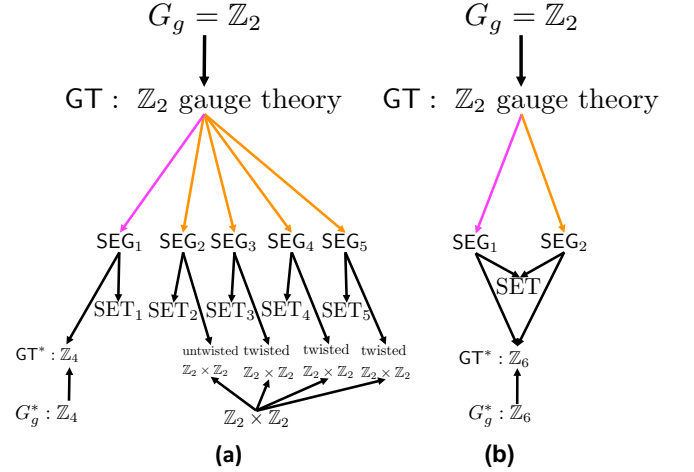 G_g = ℤ₂ G_g = ℤ₂
GT : ℤ₂ gauge theory GT : ℤ₂ gauge theory
SEG₁ SEG₂ SEG₃ SEG₄ SEG₅ SEG₁ SEG₂
SET₁ SET₂ SET₃ SET₄ SET₅ SET
GT* : ℤ₄ untwisted twisted twisted twisted GT* : ℤ₆
ℤ₂ × ℤ₂ ℤ₂ × ℤ₂ ℤ₂ × ℤ₂ ℤ₂ × ℤ₂
G*_g : ℤ₄ ℤ₂ × ℤ₂ G*_g : ℤ₆
(a) (b)